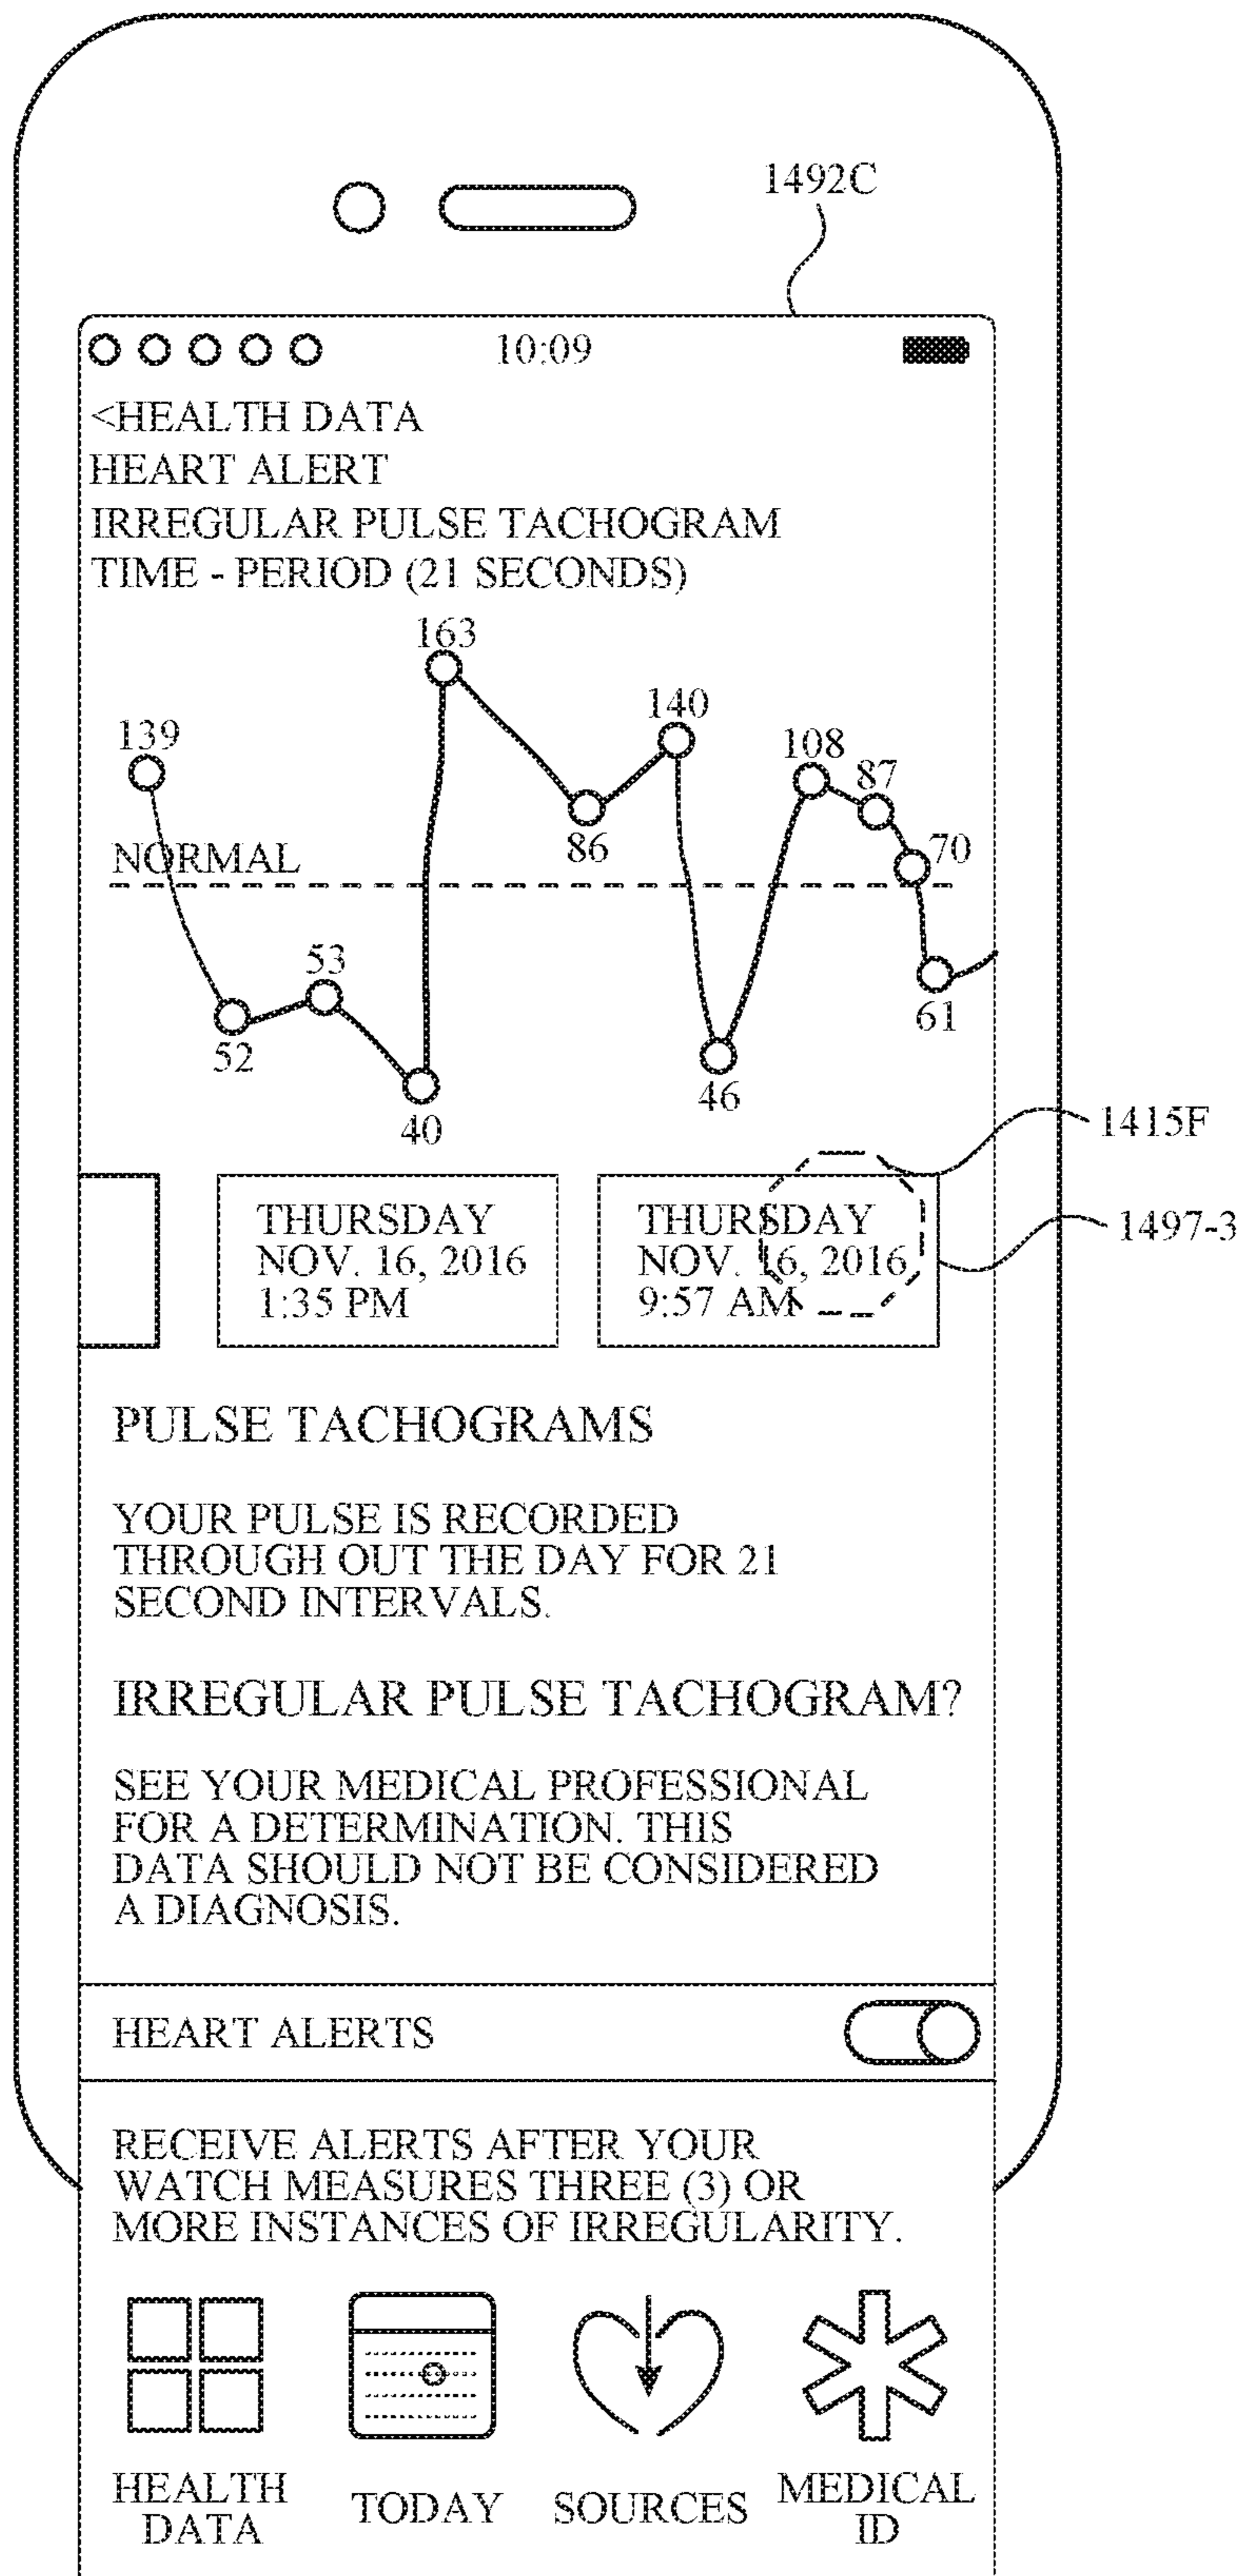 1492C
10:09
<HEALTH DATA
HEART ALERT
IRREGULAR PULSE TACHOGRAM
TIME - PERIOD (21 SECONDS)
163
140
139
108
87
86
70
NORMAL
53
52
61
46
40
1415F
1497-3
THURSDAY
NOV. 16, 2016
1:35 PM
THURSDAY
NOV. 16, 2016
9:57 AM
PULSE TACHOGRAMS
YOUR PULSE IS RECORDED
THROUGH OUT THE DAY FOR 21
SECOND INTERVALS.
IRREGULAR PULSE TACHOGRAM?
SEE YOUR MEDICAL PROFESSIONAL
FOR A DETERMINATION. THIS
DATA SHOULD NOT BE CONSIDERED
A DIAGNOSIS.
HEART ALERTS
RECEIVE ALERTS AFTER YOUR
WATCH MEASURES THREE (3) OR
MORE INSTANCES OF IRREGULARITY.
HEALTH
DATA
TODAY
SOURCES
MEDICAL
ID